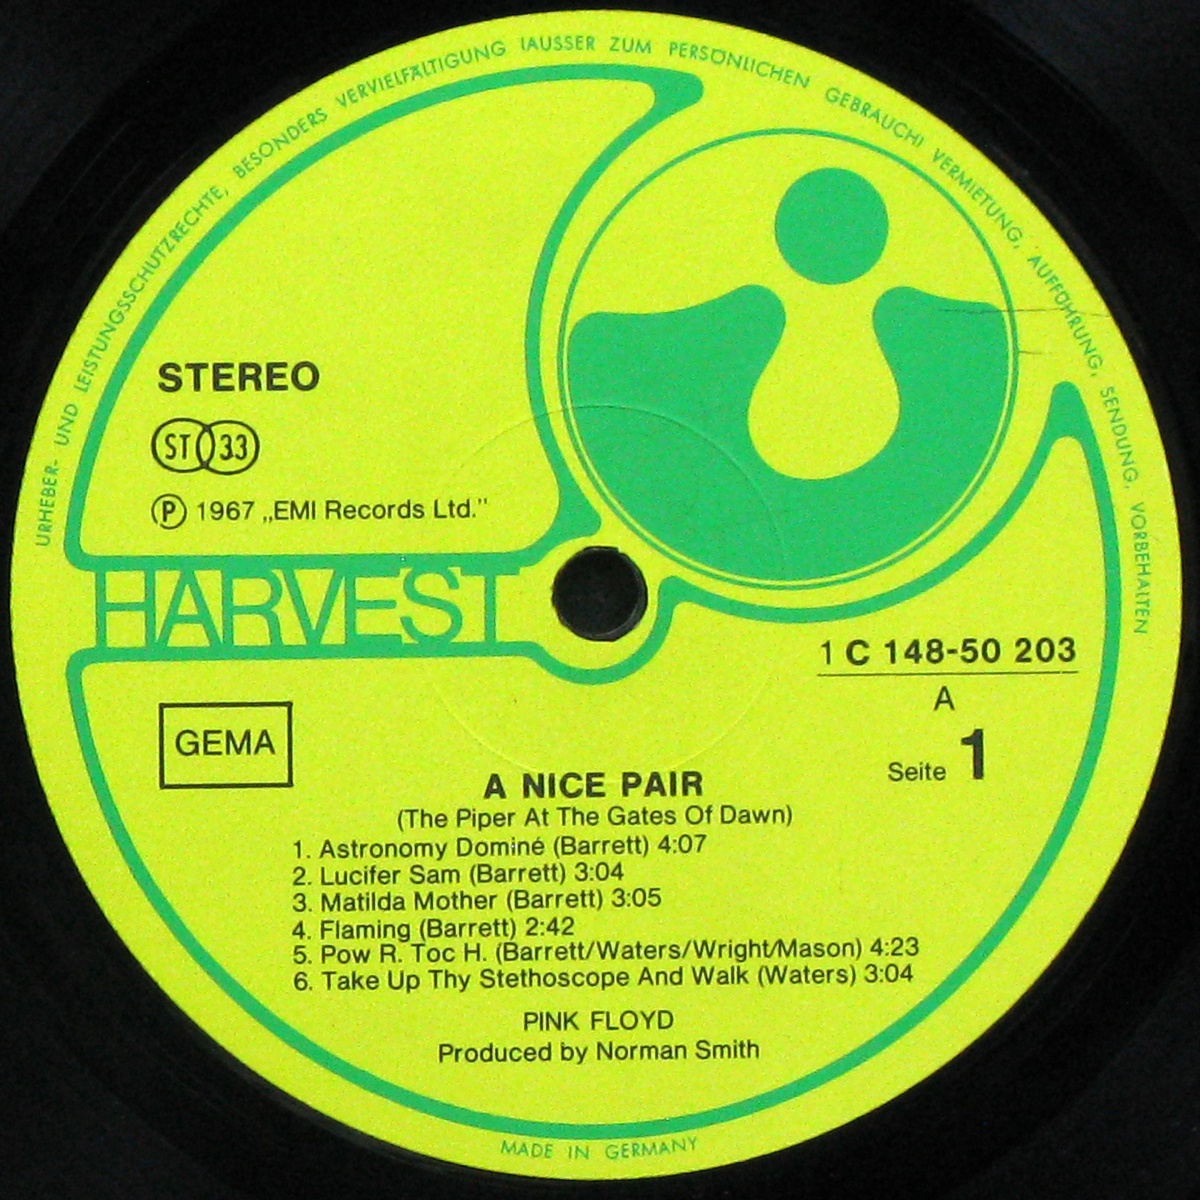 URHEBER- UND LEISTUNGSSCHUTZRECHTE, BESONDERS VERVIELFÄLTIGUNG (AUSSER ZUM PERSÖNLICHEN GEBRAUCH) VERMIETUNG, AUFFÜHRUNG, SENDUNG, VORBEHALTEN
STEREO
ST 33
Ⓟ 1967 „EMI Records Ltd.”
HARVEST
1 C 148-50 203
A
Seite 1
GEMA
A NICE PAIR
(The Piper At The Gates Of Dawn)
1. Astronomy Dominé (Barrett) 4:07
2. Lucifer Sam (Barrett) 3:04
3. Matilda Mother (Barrett) 3:05
4. Flaming (Barrett) 2:42
5. Pow R. Toc H. (Barrett/Waters/Wright/Mason) 4:23
6. Take Up Thy Stethoscope And Walk (Waters) 3:04
PINK FLOYD
Produced by Norman Smith
MADE IN GERMANY